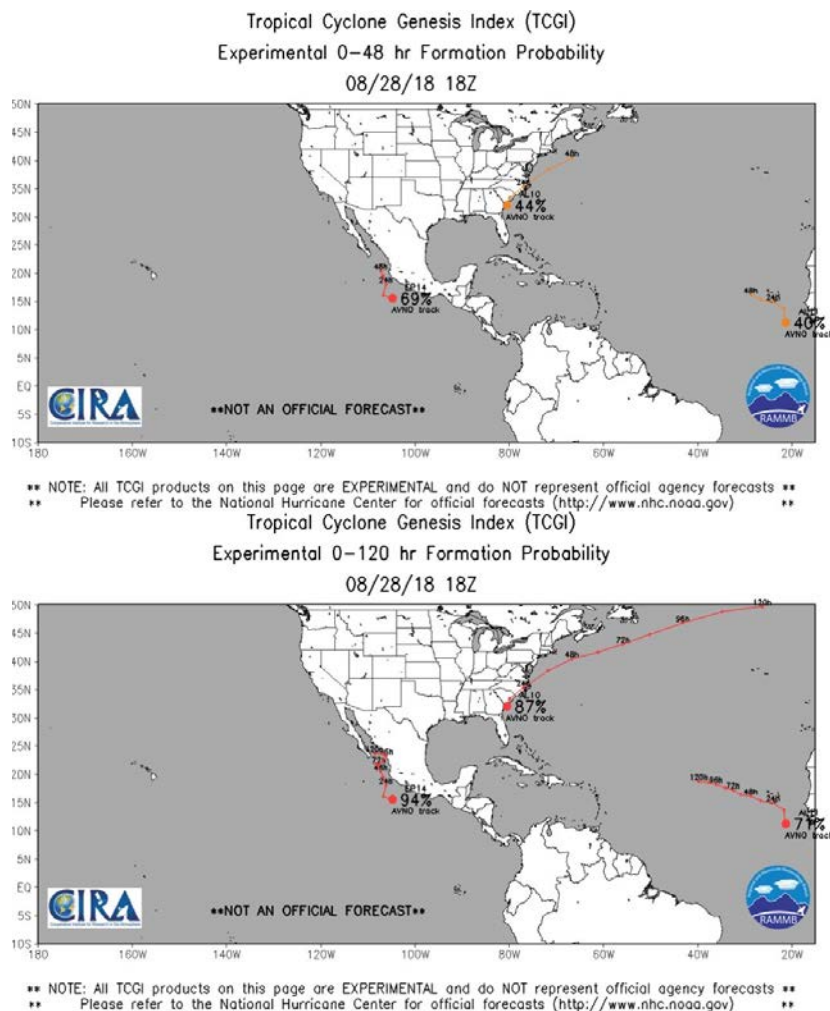 Tropical Cyclone Genesis Index (TCGI)
Experimental 0-48 hr Formation Probability
08/28/18 18Z
50N
45N
40N
35N
30N
25N
20N
15N
10N
5N
EQ
5S
10S
48h
24h
AL10
44%
AVNO track
48h
24h
EP14
69%
AVNO track
48h
24h
40%
AVNO track
CIRA
**NOT AN OFFICIAL FORECAST**
RAMMB
180 160W 140W 120W 100W 80W 60W 40W 20W
** NOTE: All TCGI products on this page are EXPERIMENTAL and do NOT represent official agency forecasts **
** Please refer to the National Hurricane Center for official forecasts (http://www.nhc.noaa.gov) **
Tropical Cyclone Genesis Index (TCGI)
Experimental 0-120 hr Formation Probability
08/28/18 18Z
50N
45N
40N
35N
30N
25N
20N
15N
10N
5N
EQ
5S
10S
120h
96h
72h
48h
24h
AL10
87%
AVNO track
72h
48h
24h
EP14
94%
AVNO track
120h 96h 72h 48h 24h
71%
AVNO track
CIRA
**NOT AN OFFICIAL FORECAST**
RAMMB
180 160W 140W 120W 100W 80W 60W 40W 20W
** NOTE: All TCGI products on this page are EXPERIMENTAL and do NOT represent official agency forecasts **
** Please refer to the National Hurricane Center for official forecasts (http://www.nhc.noaa.gov) **